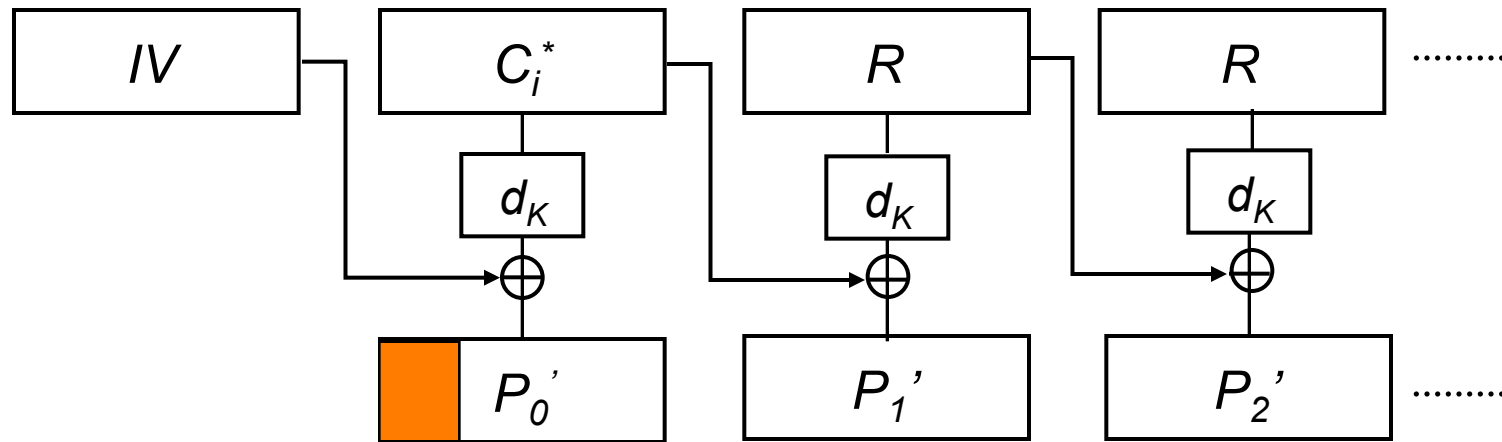 IV C_i^* R R ........
d_K d_K d_K
P_0' P_1' P_2' ........